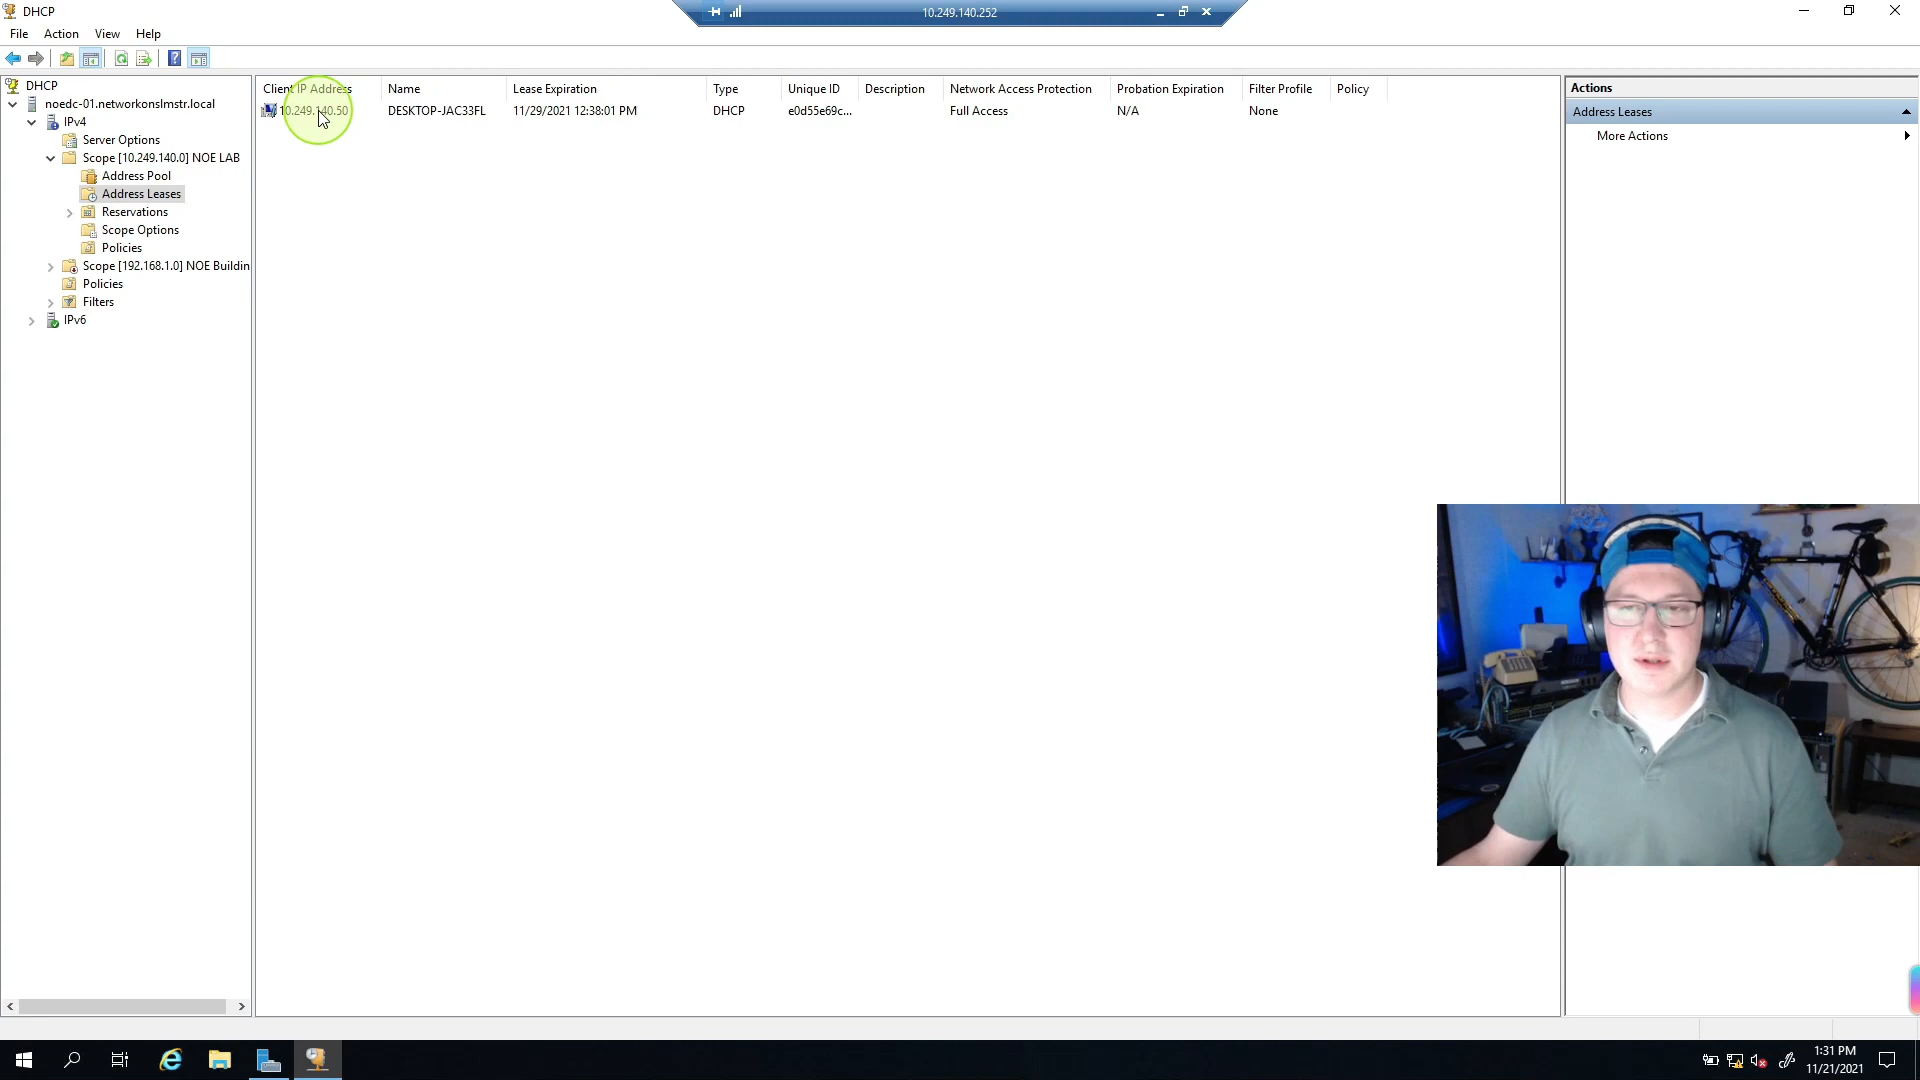 DHCP
10.249.140.252
File Action View Help
DHCP
noedc-01.networkonslmstr.local
IPv4
Server Options
Scope [10.249.140.0] NOE LAB
Address Pool
Address Leases
Reservations
Scope Options
Policies
Scope [192.168.1.0] NOE Buildin
Policies
Filters
IPv6
Client IP Address Name Lease Expiration Type Unique ID Description Network Access Protection Probation Expiration Filter Profile Policy
10.249.140.50 DESKTOP-JAC33FL 11/29/2021 12:38:01 PM DHCP e0d55e69c... Full Access N/A None
Actions
Address Leases
More Actions
1:31 PM
11/21/2021